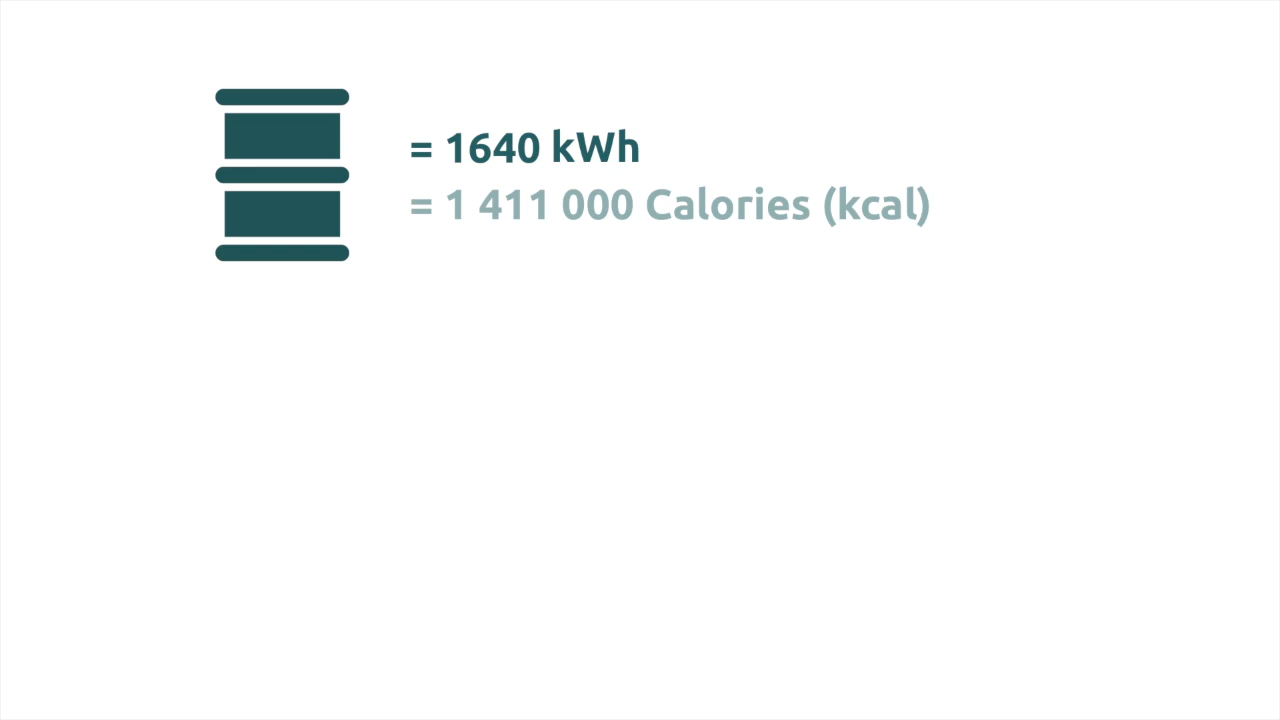 = 1640 kWh
= 1 411 000 Calories (kcal)